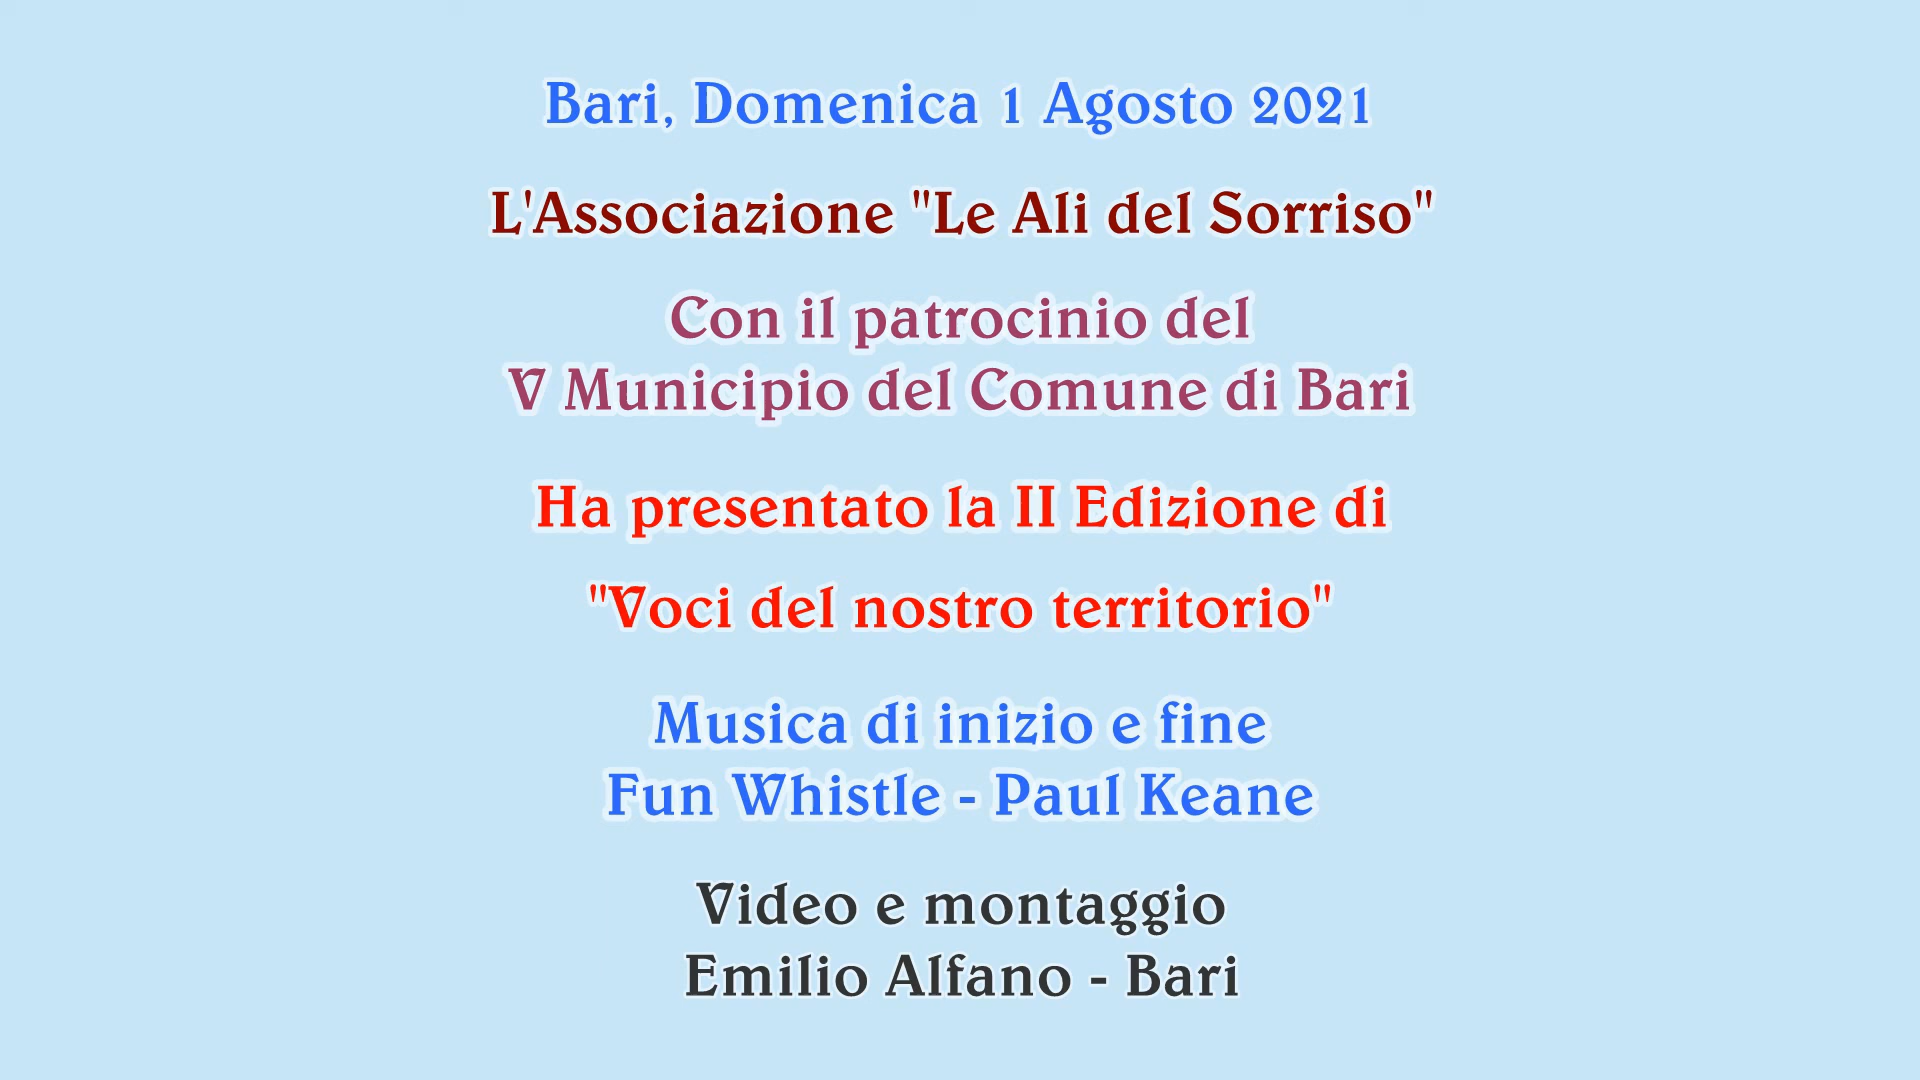 Bari, Domenica 1 Agosto 2021
L'Associazione "Le Ali del Sorriso"
Con il patrocinio del
V Municipio del Comune di Bari
Ha presentato la II Edizione di
"Voci del nostro territorio"
Musica di inizio e fine
Fun Whistle - Paul Keane
Video e montaggio
Emilio Alfano - Bari